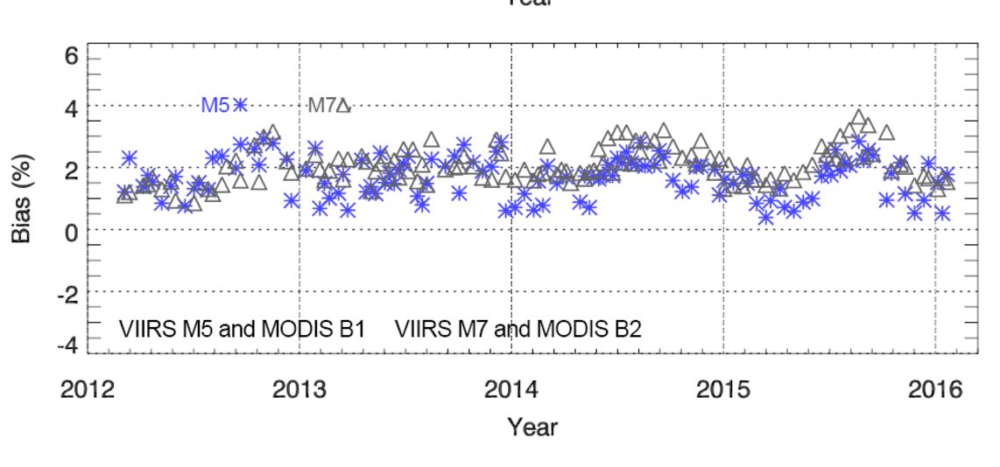 Year
6
4
2
0
-2
-4
Bias (%)
M5 M7
VIIRS M5 and MODIS B1 VIIRS M7 and MODIS B2
2012 2013 2014 2015 2016
Year